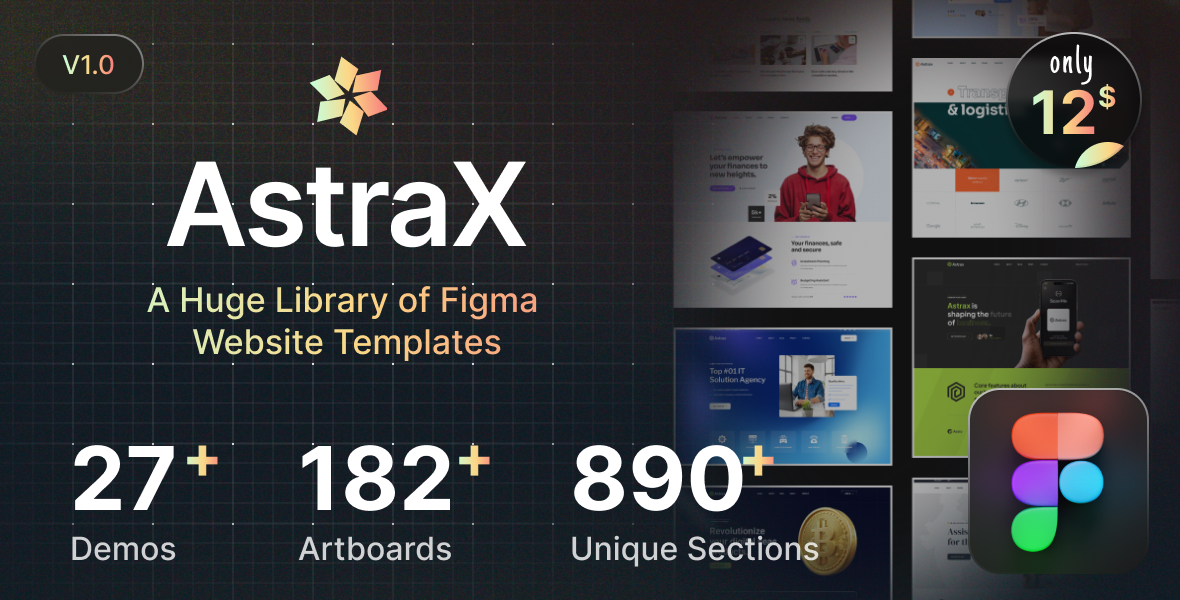 V1.0
AstraX
A Huge Library of Figma
Website Templates
27+
Demos
182+
Artboards
890+
Unique Sections
only
12$
Let's empower
your finances to
new heights.
Your finances, safe
and secure
Top #01 IT
Solution Agency
Revolutionize
& logisti
Astrax is
shaping the future
of
Core features about